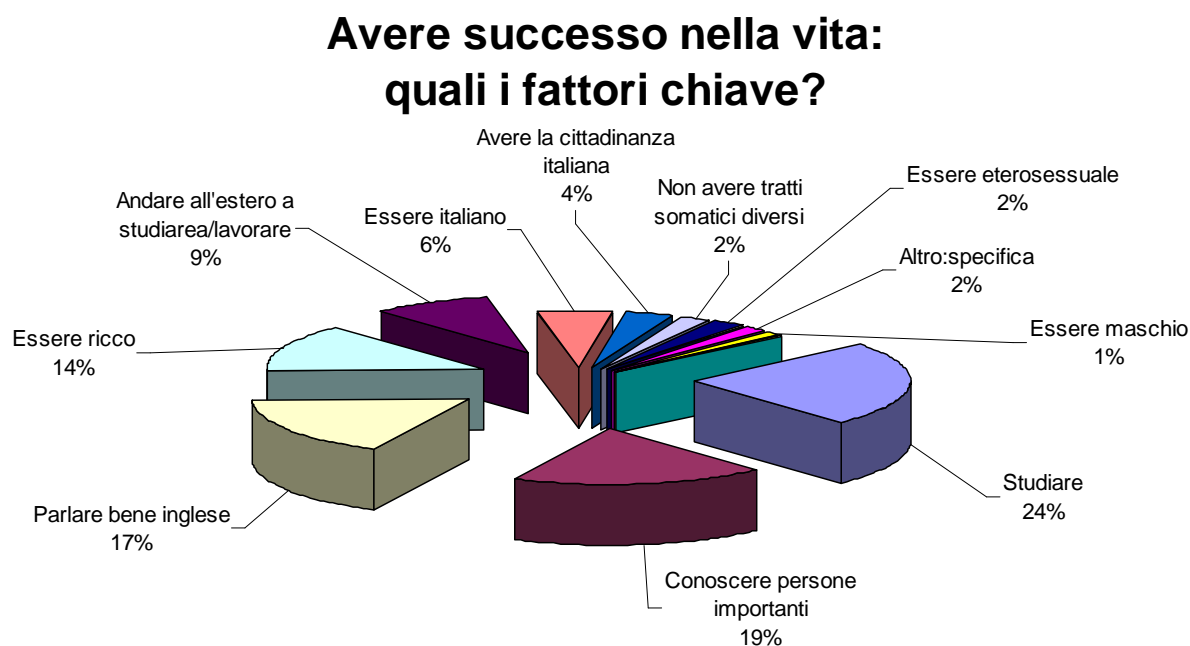 Avere successo nella vita:
quali i fattori chiave?
Avere la cittadinanza
italiana
4%
Non avere tratti
somatici diversi
2%
Essere eterosessuale
2%
Andare all'estero a
studiarea/lavorare
9%
Essere italiano
6%
Altro:specifica
2%
Essere maschio
1%
Essere ricco
14%
Studiare
24%
Parlare bene inglese
17%
Conoscere persone
importanti
19%